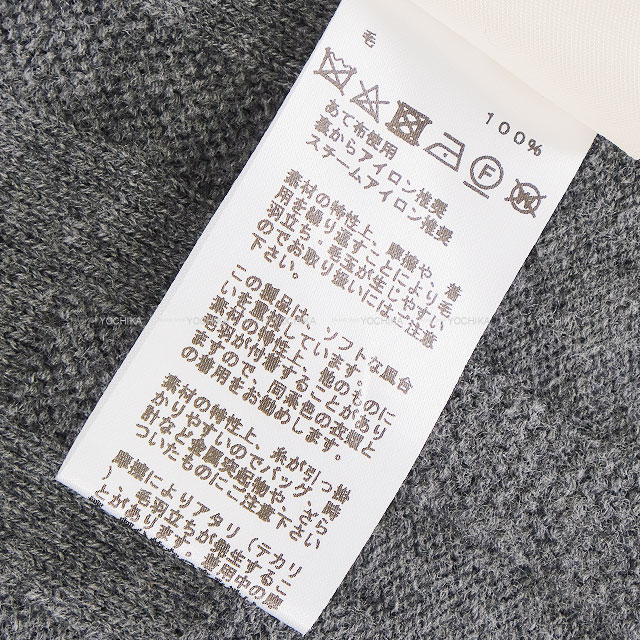 毛
100%
F
あて布使用
裏からアイロン推奨
スチームアイロン推奨
素材の特性上、摩擦や、着
用を繰り返すことにより毛
羽立ち・毛玉が生じやすい
のでお取り扱いにはご注意
下さい。
この製品は、ソフトな風合
いを重視しています。
素材の特性上、他のものに
毛羽が付着することがあり
ますので、同系色の衣類と
の着用をお勧めします。
素材の特性上、糸が引っ掛
かりやすいのでバッグ、と
がった金属装飾物や
ついたものにご注意下さい
摩擦によりアタリ（テカリ
）、毛羽立ちが発生するこ
とがあります。着用中の摩
YOCHIKA
YOCHIKA